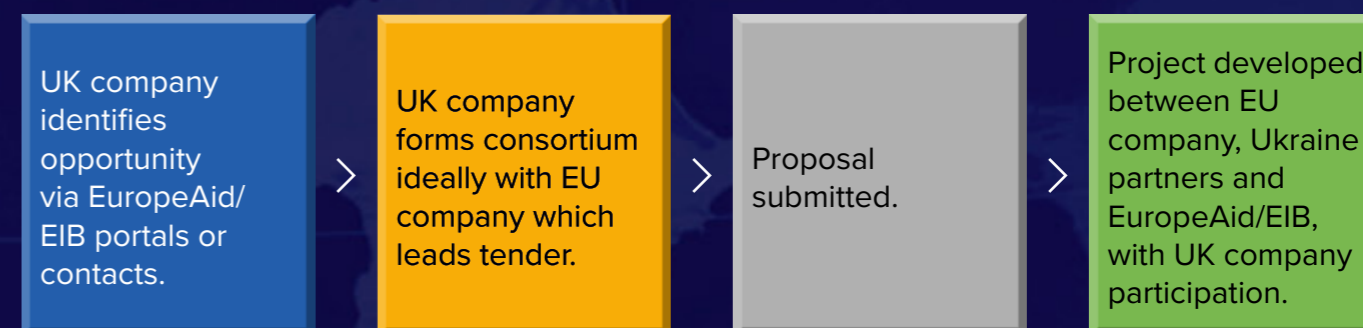 UK company
identifies
opportunity
via EuropeAid/
EIB portals or
contacts.
UK company
forms consortium
ideally with EU
company which
leads tender.
Proposal
submitted.
Project developed
between EU
company, Ukraine
partners and
EuropeAid/EIB,
with UK company
participation.